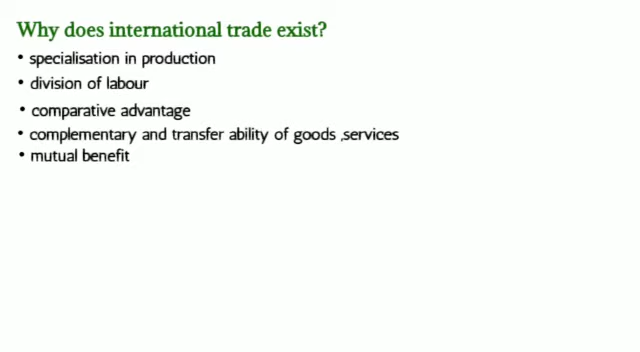 Why does international trade exist?
• specialisation in production
• division of labour
• comparative advantage
• complementary and transfer ability of goods ,services
• mutual benefit